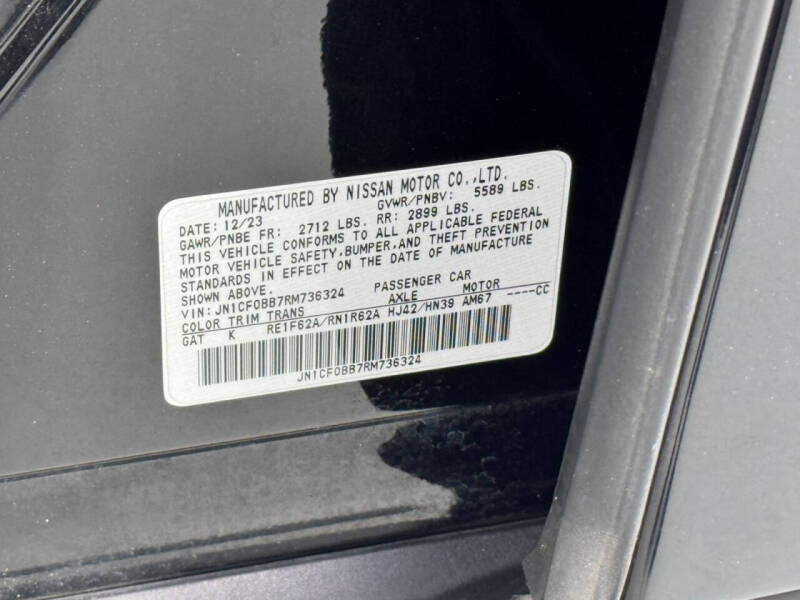 MANUFACTURED BY NISSAN MOTOR CO.,LTD.
DATE: 12/23 GVWR/PNBV: 5589 LBS.
GAWR/PNBE FR: 2712 LBS. RR: 2899 LBS.
THIS VEHICLE CONFORMS TO ALL APPLICABLE FEDERAL
MOTOR VEHICLE SAFETY,BUMPER,AND THEFT PREVENTION
STANDARDS IN EFFECT ON THE DATE OF MANUFACTURE
SHOWN ABOVE.
VIN: JN1CF0BB7RM736324 PASSENGER CAR
COLOR TRIM TRANS AXLE MOTOR
GAT K RE1F62A/RN1R62A HJ42/HN39 AM67 ----CC
JN1CF0BB7RM736324